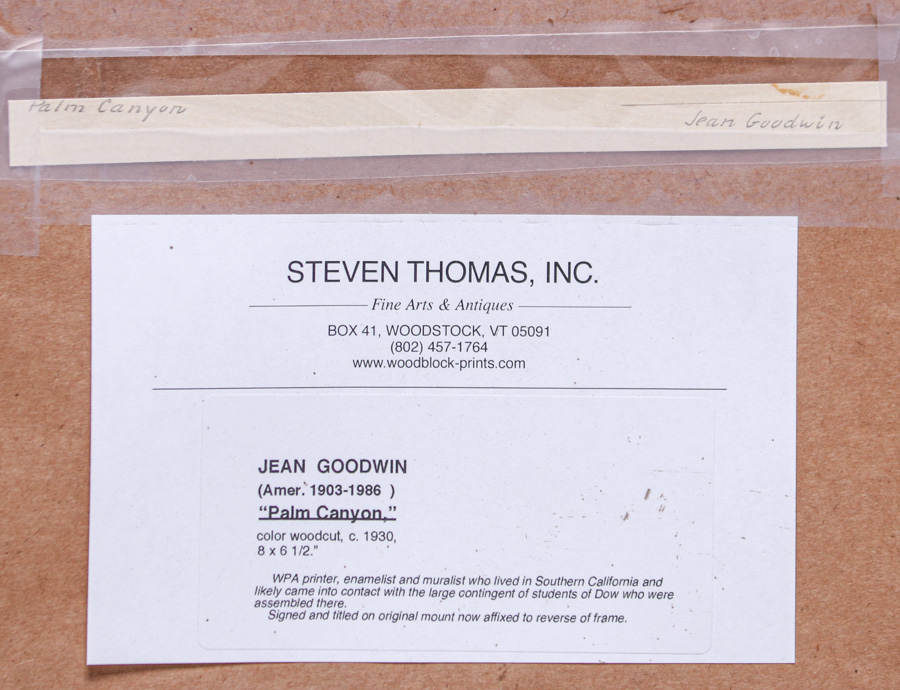 Palm Canyon
Jean Goodwin
STEVEN THOMAS, INC.
Fine Arts & Antiques
BOX 41, WOODSTOCK, VT 05091
(802) 457-1764
www.woodblock-prints.com
JEAN GOODWIN
(Amer. 1903-1986 )
“Palm Canyon,”
color woodcut, c. 1930,
8 x 6 1/2."
WPA printer, enamelist and muralist who lived in Southern California and
likely came into contact with the large contingent of students of Dow who were
assembled there.
Signed and titled on original mount now affixed to reverse of frame.